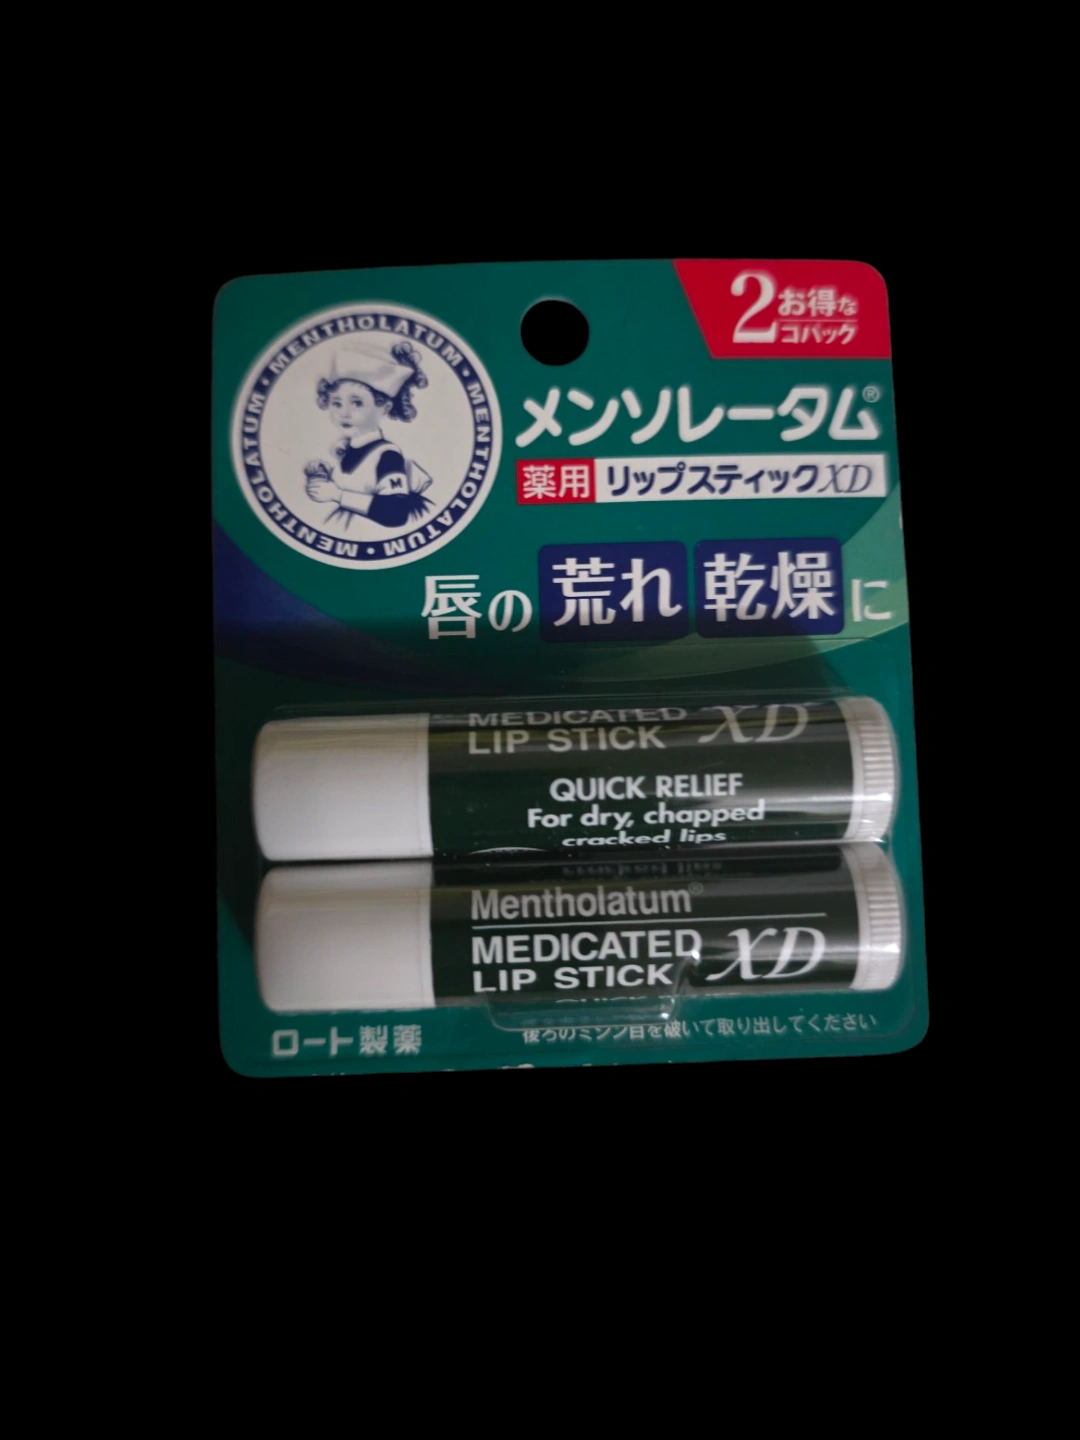 MENTHOLATUM • MENTHOLATUM • MENTHOLATUM • MENTHOLATUM •
M
2
お得な
コパック
メンソレータム®
薬用 リップスティックXD
唇の 荒れ 乾燥 に
MEDICATED
LIP STICK XD
QUICK RELIEF
For dry, chapped
cracked lips
Mentholatum®
MEDICATED
LIP STICK XD
ロート製薬
後ろのミシン目を破いて取り出してください